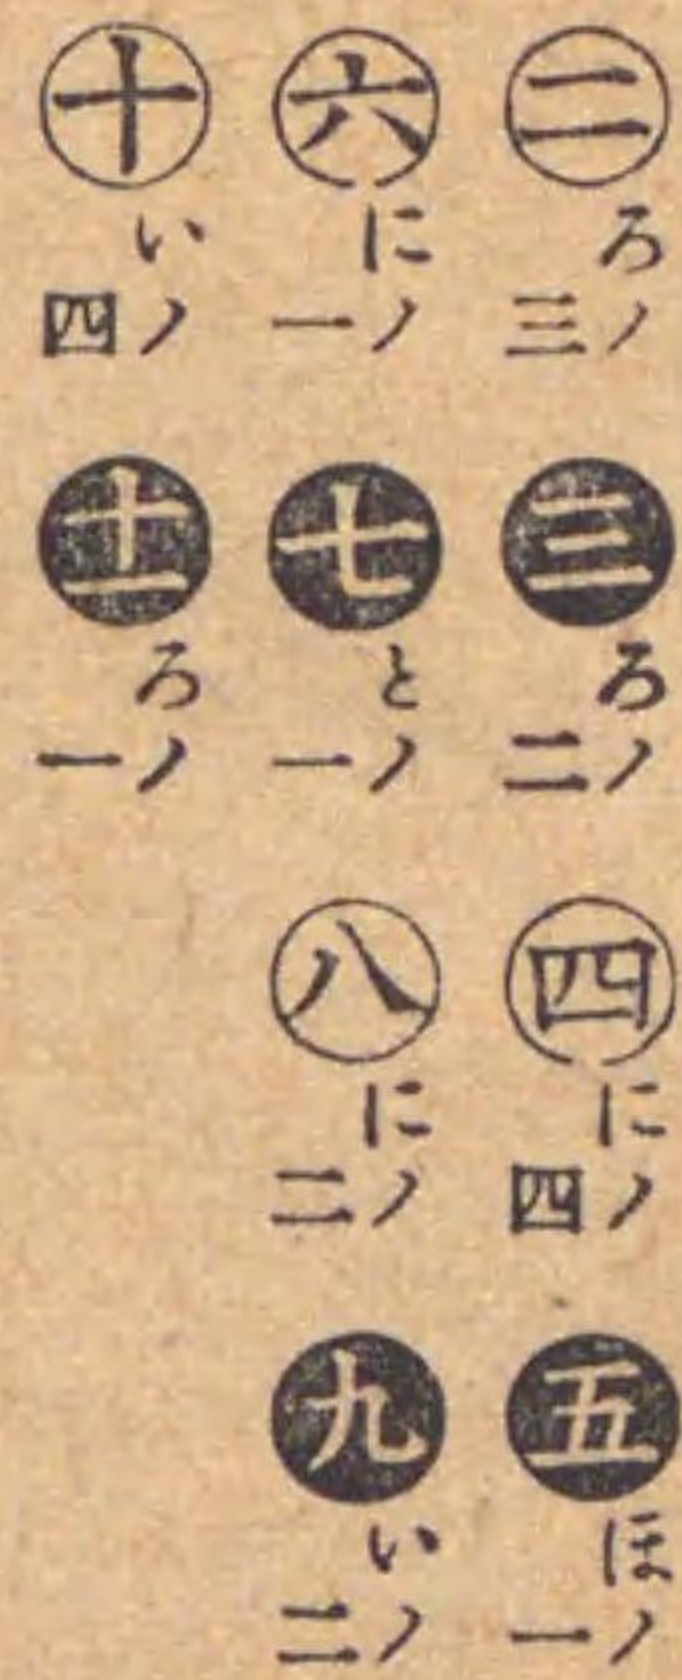 二 ろノ三
三 ろノ二
四 にノ四
五 ほノ一
六 にノ一
七 とノ一
八 にノ二
九 いノ二
十 いノ四
十一 ろノ一